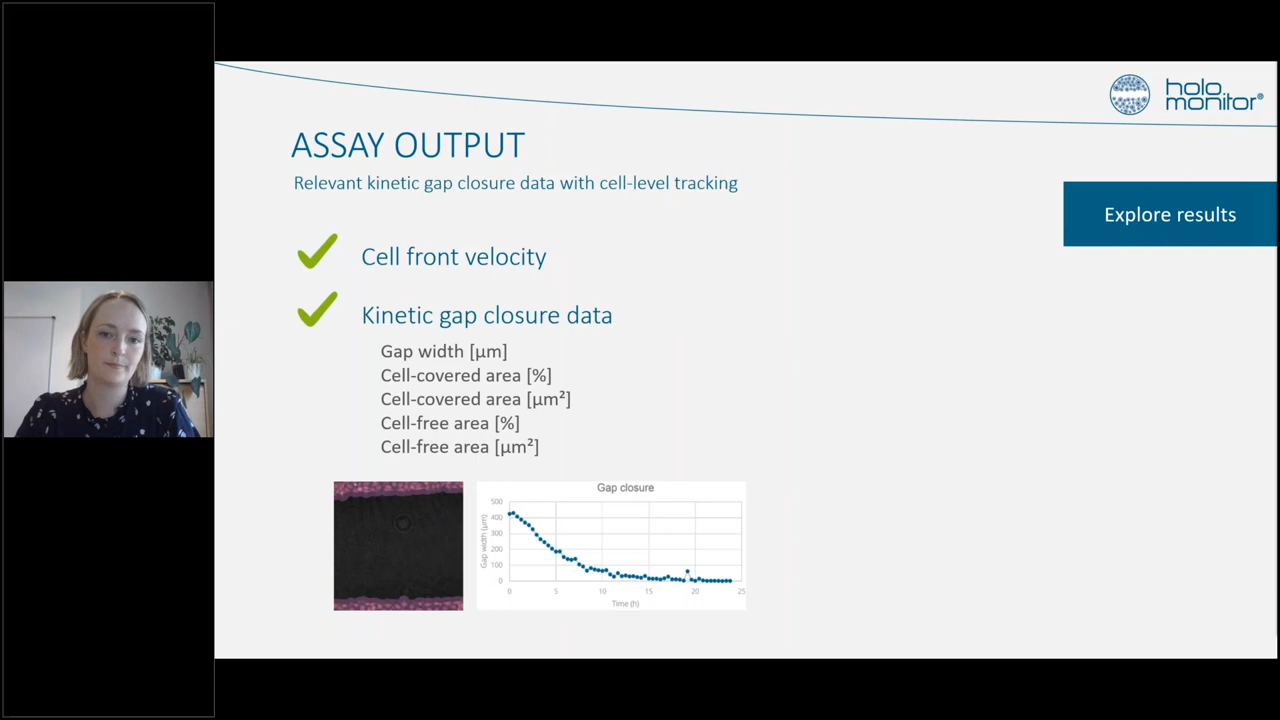 holo
monitor®
ASSAY OUTPUT
Relevant kinetic gap closure data with cell-level tracking
Explore results
Cell front velocity
Kinetic gap closure data
Gap width [µm]
Cell-covered area [%]
Cell-covered area [µm²]
Cell-free area [%]
Cell-free area [µm²]
Gap closure
Gap width (µm)
500
400
300
200
100
0
0 5 10 15 20 25
Time (h)